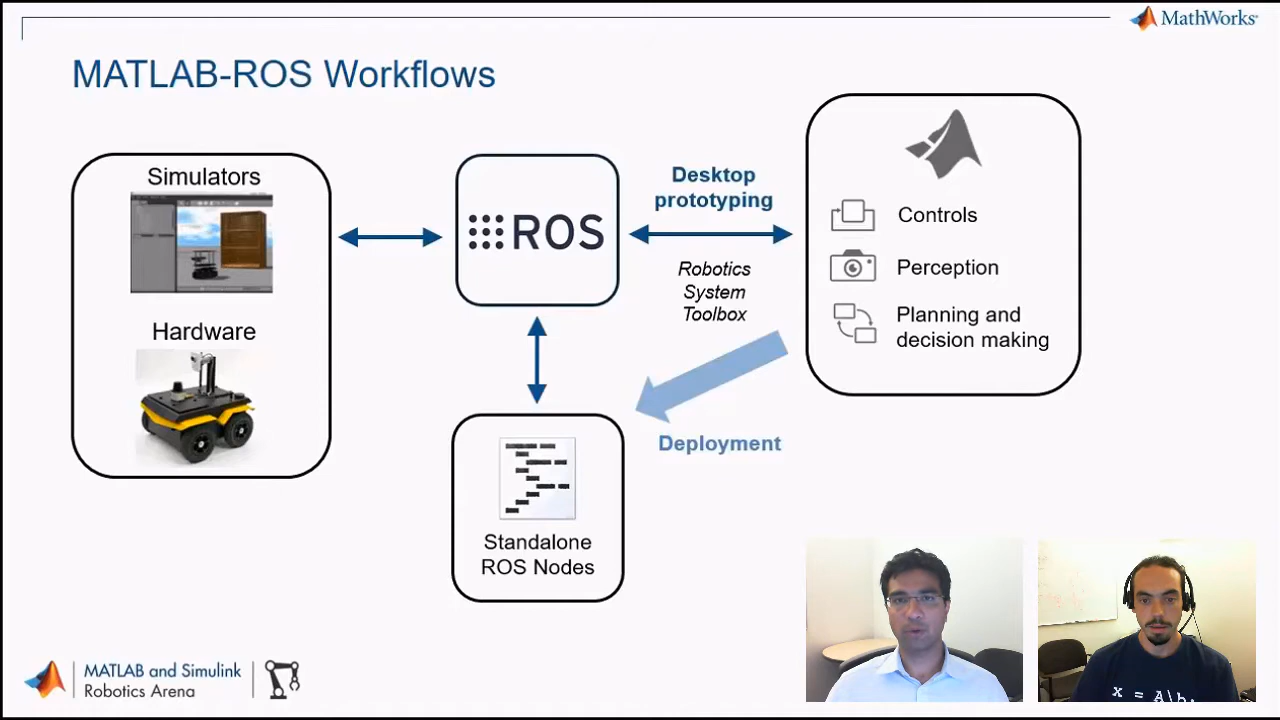 MathWorks®
MATLAB-ROS Workflows
Simulators
Hardware
ROS
Desktop
prototyping
Robotics
System
Toolbox
Deployment
Controls
Perception
Planning and
decision making
Standalone
ROS Nodes
MATLAB and Simulink
Robotics Arena
x = A\b;